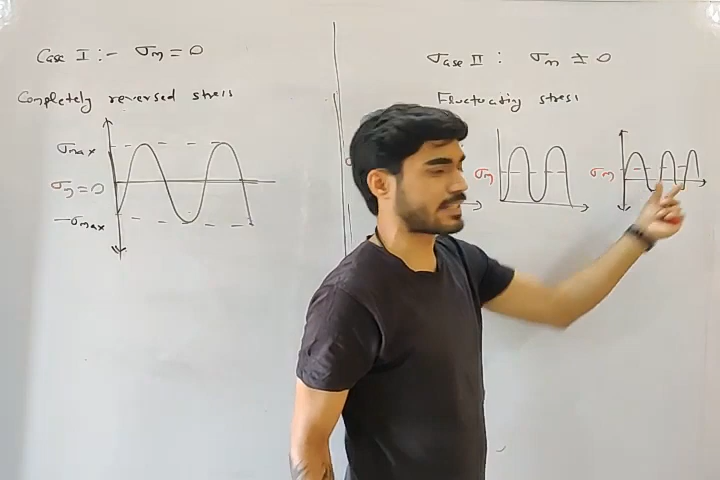 Case I :- σm = 0
Completely reversed stress
σmax
σm = 0
-σmax
Case II : σm ≠ 0
Fluctuating stress
σm
σm